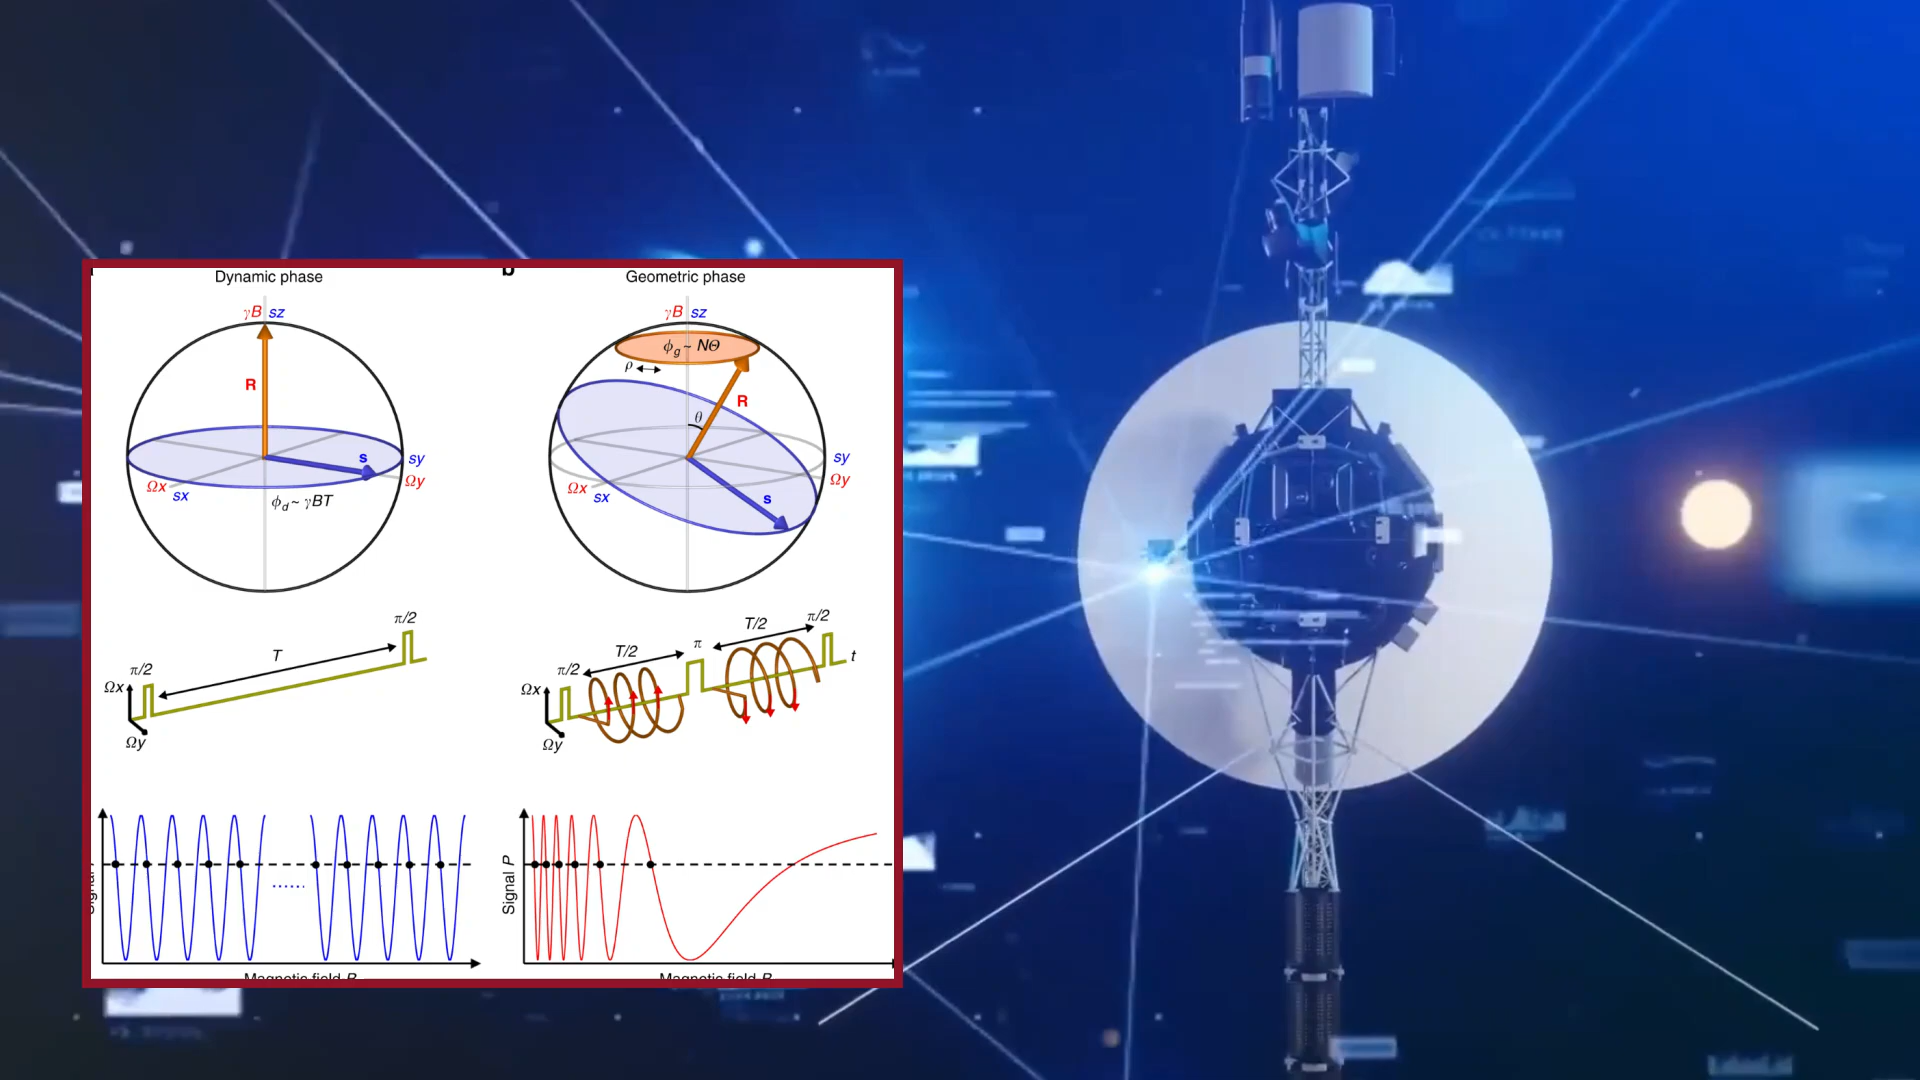 Dynamic phase
b
Geometric phase
γB sz
R
s
sy
Ωx
sx
Ωy
ϕd ~ γBT
γB sz
ϕg ~ NΘ
ρ
R
θ
sy
Ωx
sx
Ωy
s
π/2
T
π/2
Ωx
Ωy
π/2
T/2
π
T/2
π/2
t
Ωx
Ωy
Signal P
Magnetic field B
Magnetic field B